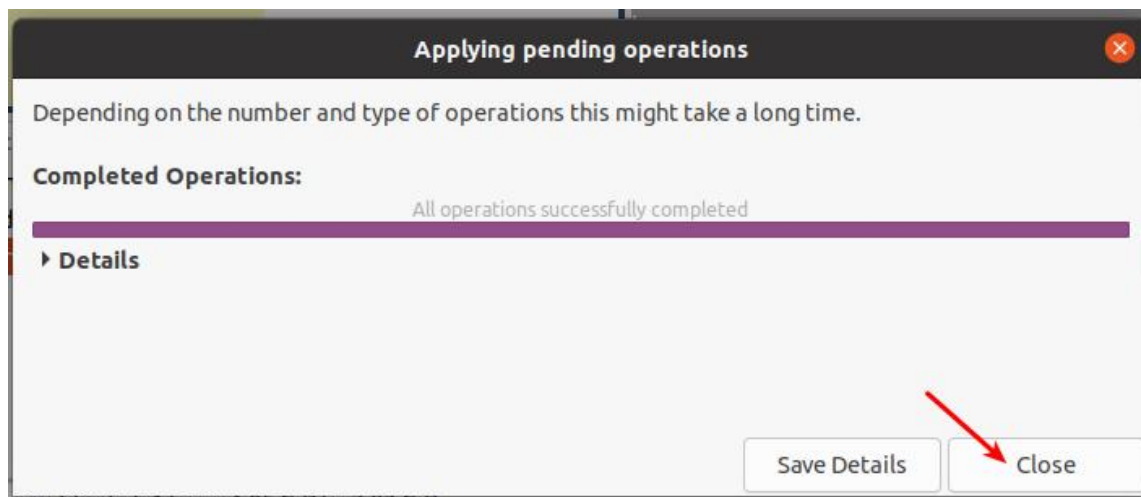 Applying pending operations
Depending on the number and type of operations this might take a long time.
Completed Operations:
All operations successfully completed
Details
Save Details
Close